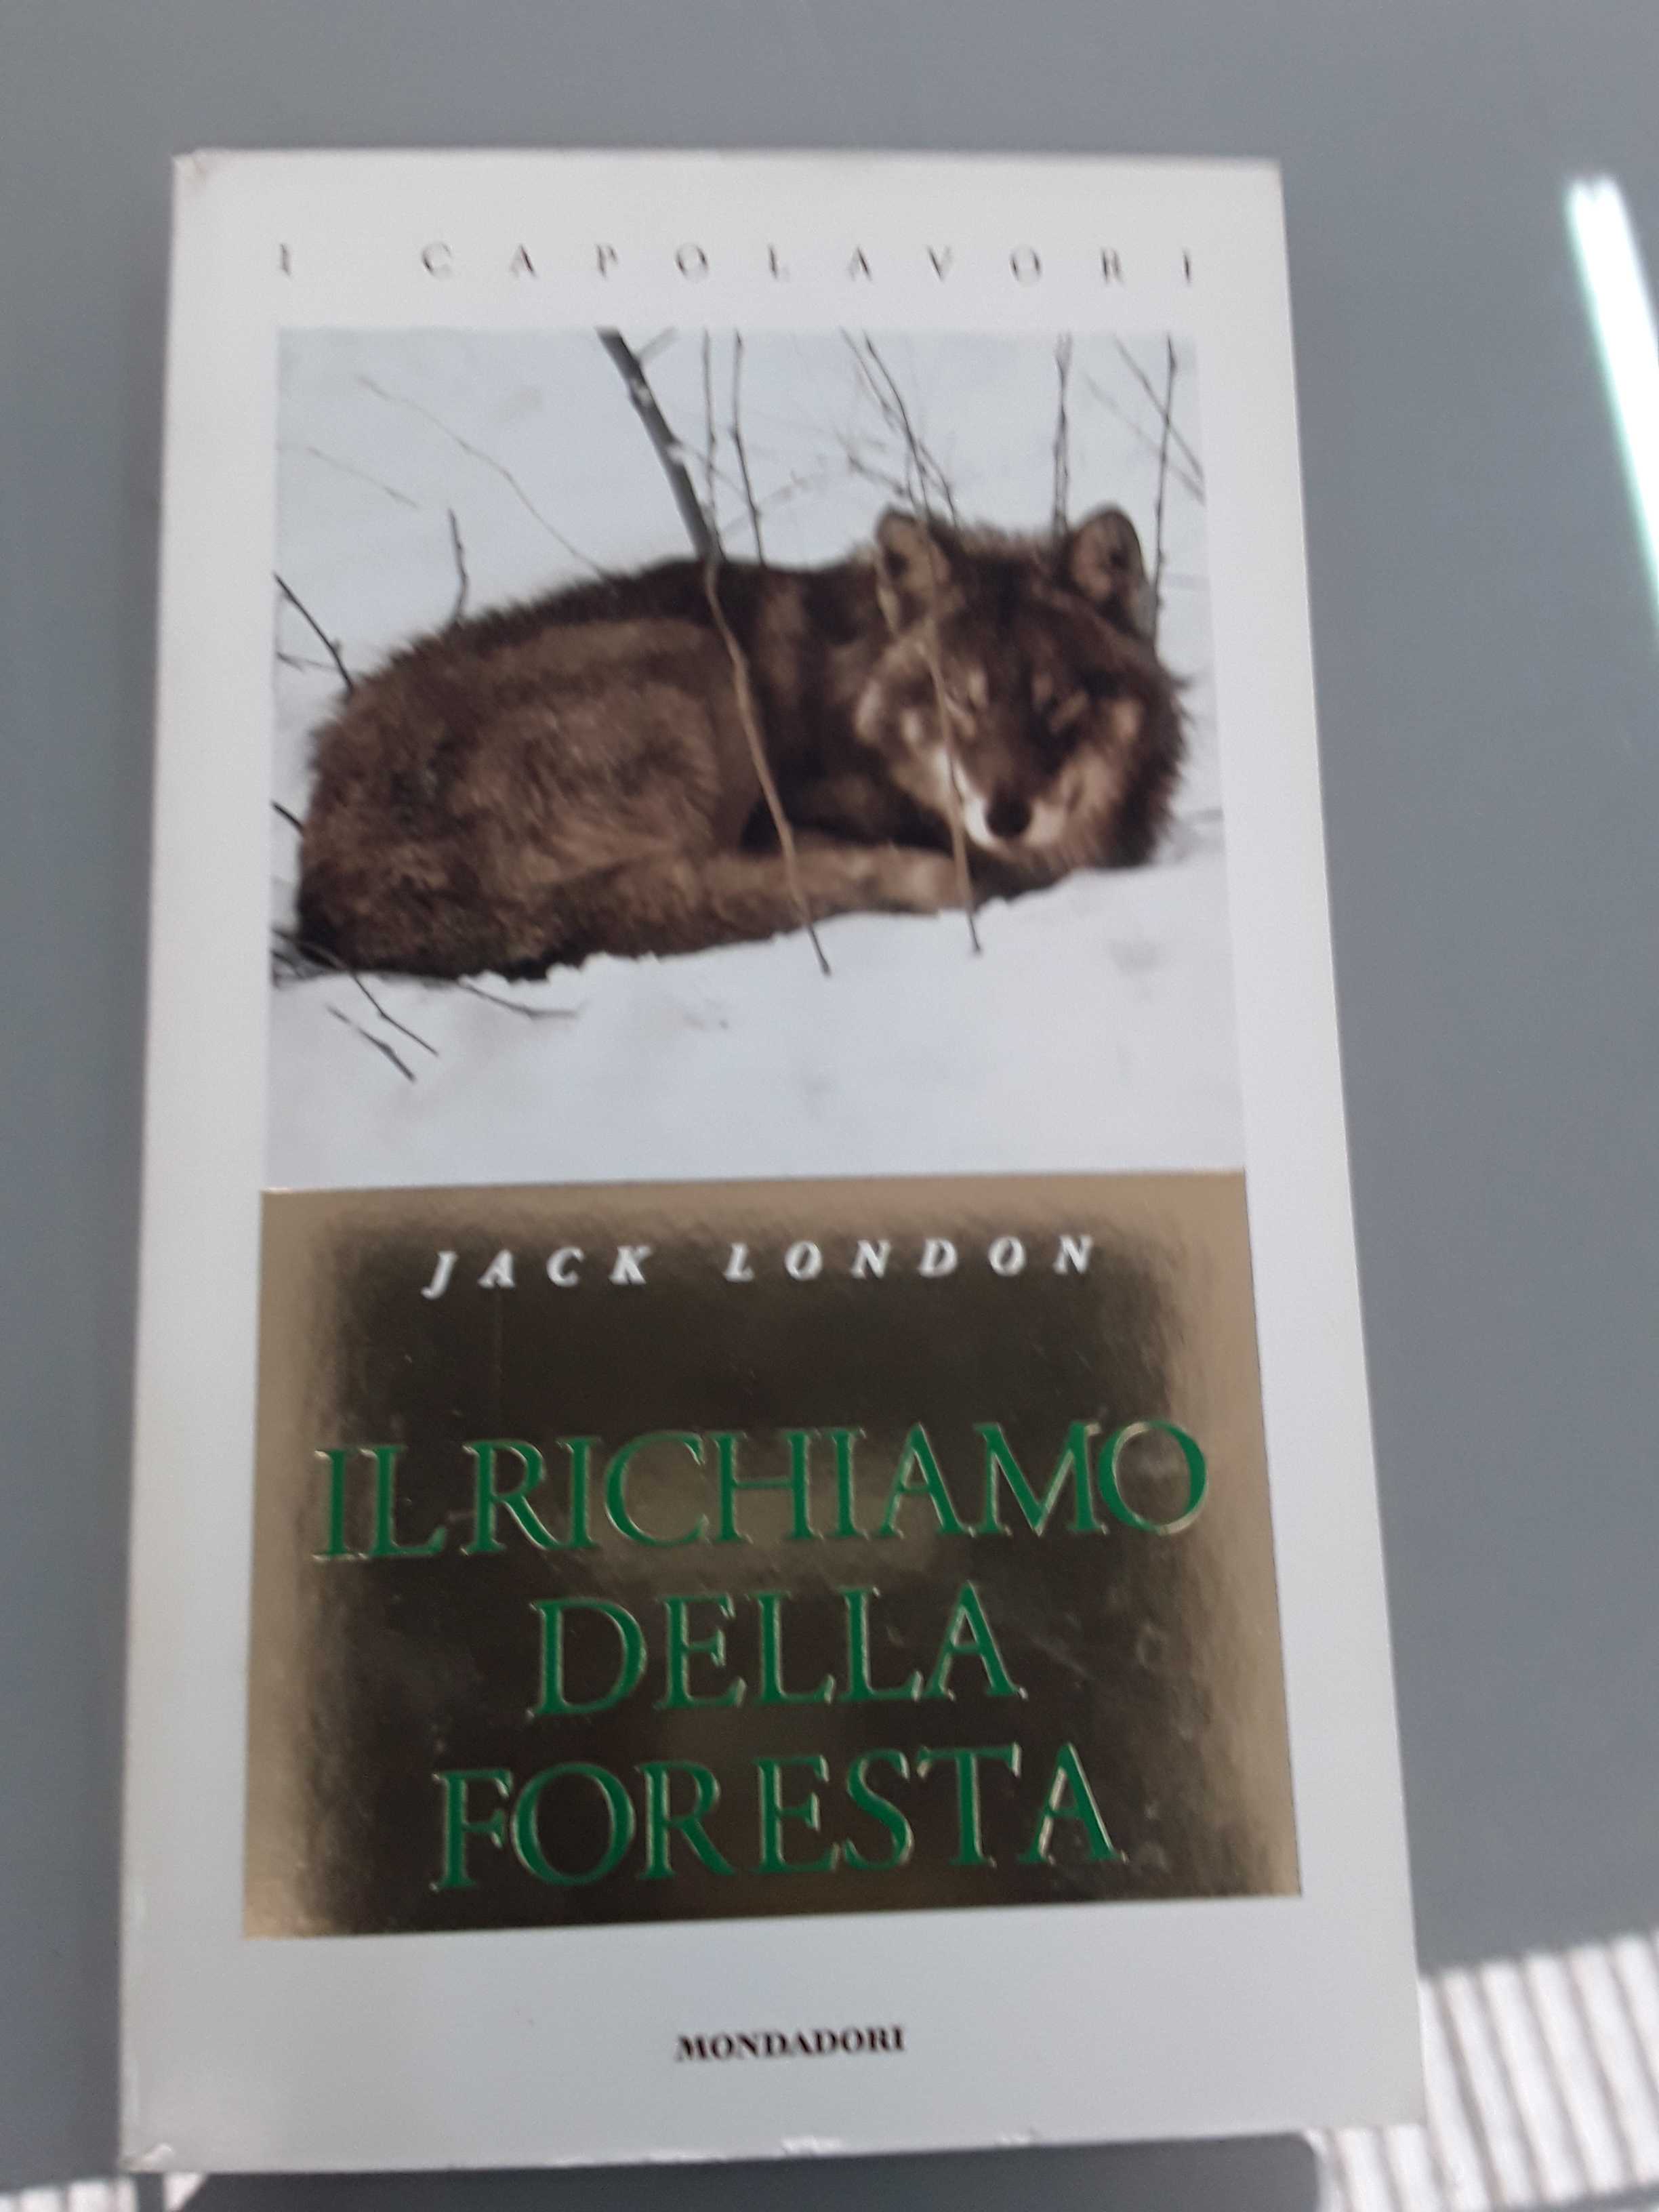 I CAPOLAVORI
JACK LONDON
IL RICHIAMO
DELLA
FORESTA
MONDADORI